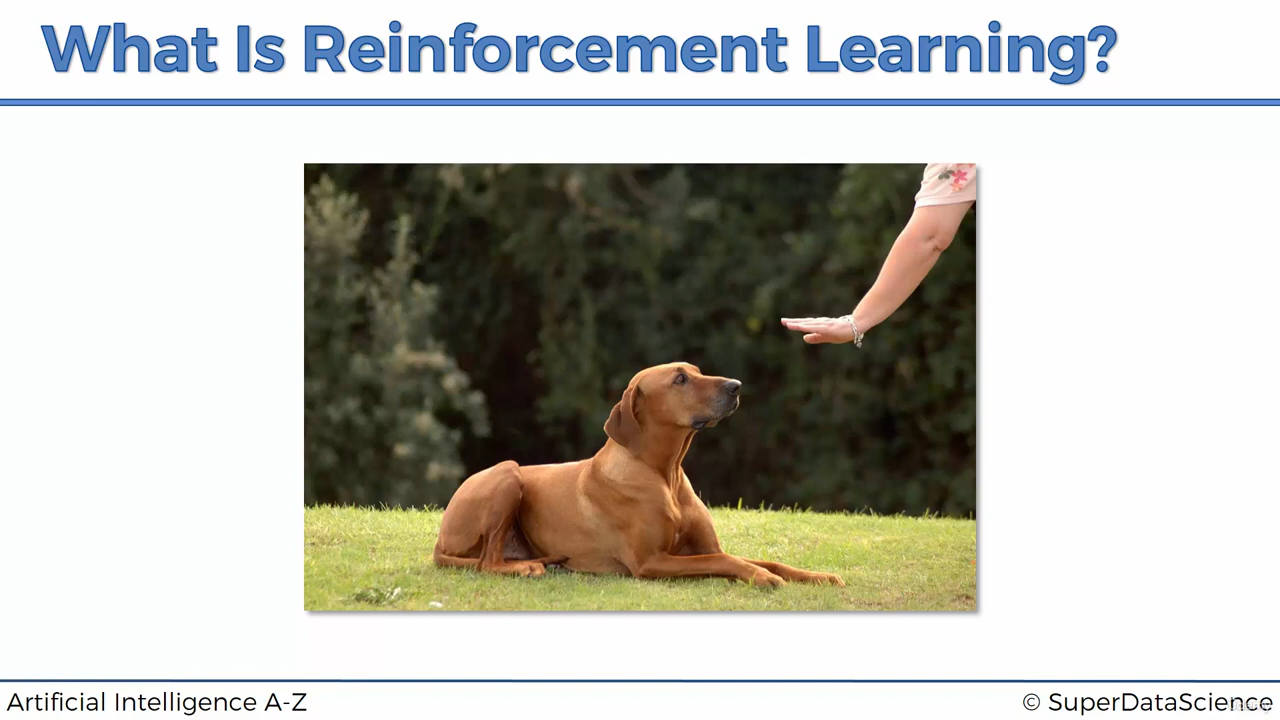 What Is Reinforcement Learning?
Artificial Intelligence A-Z
© SuperDataScience